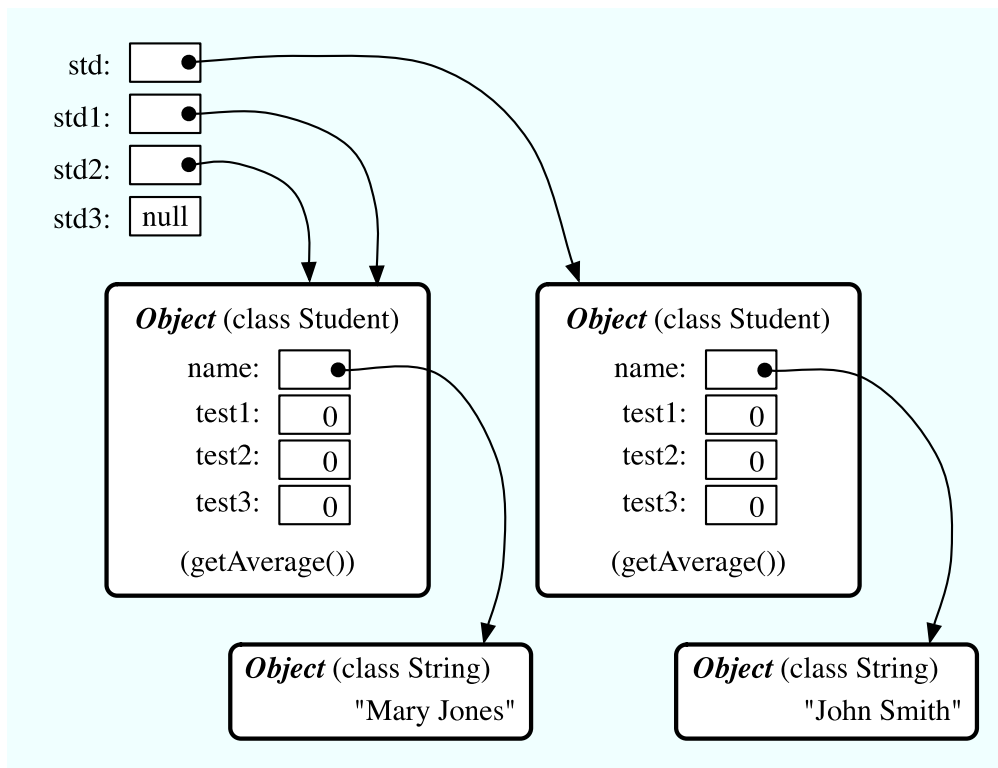 std:
std1:
std2:
std3: null
Object (class Student)
name:
test1: 0
test2: 0
test3: 0
(getAverage())
Object (class Student)
name:
test1: 0
test2: 0
test3: 0
(getAverage())
Object (class String)
"Mary Jones"
Object (class String)
"John Smith"